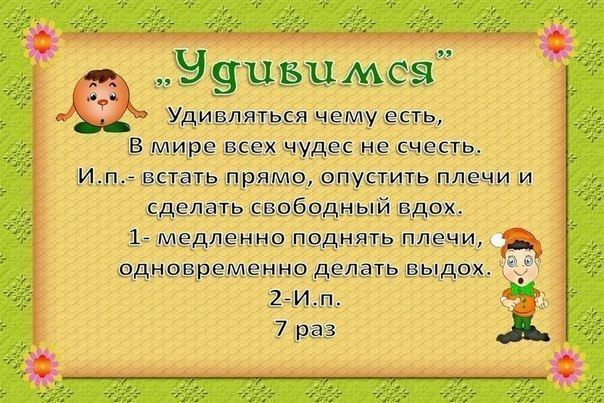 „Удивимся”
Удивляться чему есть,
В мире всех чудес не счесть.
И.п.- встать прямо, опустить плечи и
сделать свободный вдох.
1- медленно поднять плечи,
одновременно делать выдох.
2-И.п.
7 раз